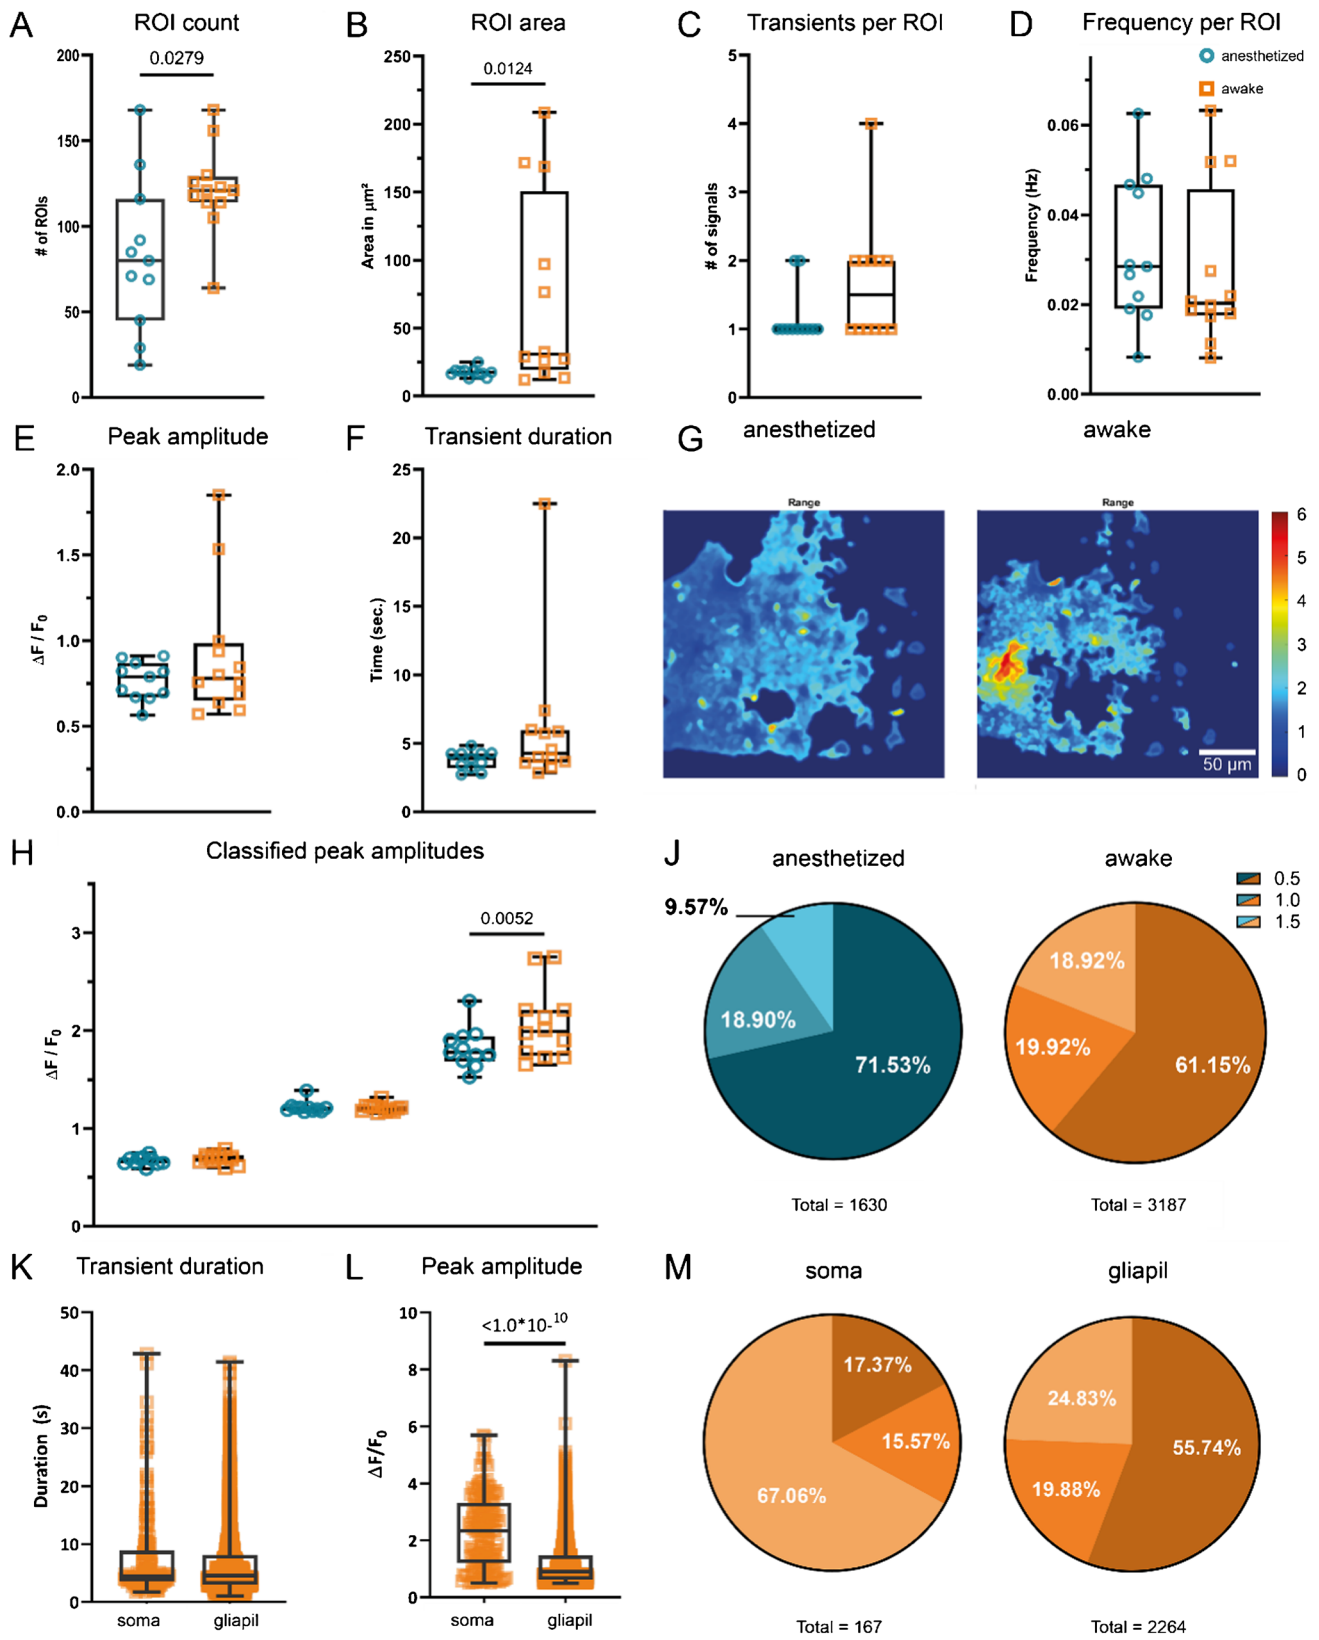 A ROI count
B ROI area
C Transients per ROI
D Frequency per ROI
anesthetized
awake
# of ROIs
200
150
100
50
0
0.0279
Area in µm²
250
200
150
100
50
0
0.0124
# of signals
5
4
3
2
1
0
Frequency (Hz)
0.06
0.04
0.02
0.00
E Peak amplitude
F Transient duration
G anesthetized
awake
ΔF / F0
2.0
1.5
1.0
0.5
0.0
Time (sec.)
25
20
15
10
5
0
Range
Range
50 µm
6
5
4
3
2
1
0
H Classified peak amplitudes
ΔF / F0
3
2
1
0
0.0052
J anesthetized
awake
0.5
1.0
1.5
9.57%
18.90%
71.53%
18.92%
19.92%
61.15%
Total = 1630
Total = 3187
K Transient duration
L Peak amplitude
M soma
gliapil
Duration (s)
50
40
30
20
10
0
soma
gliapil
ΔF/F0
10
8
6
4
2
0
<1.0*10-10
soma
gliapil
17.37%
15.57%
67.06%
24.83%
19.88%
55.74%
Total = 167
Total = 2264